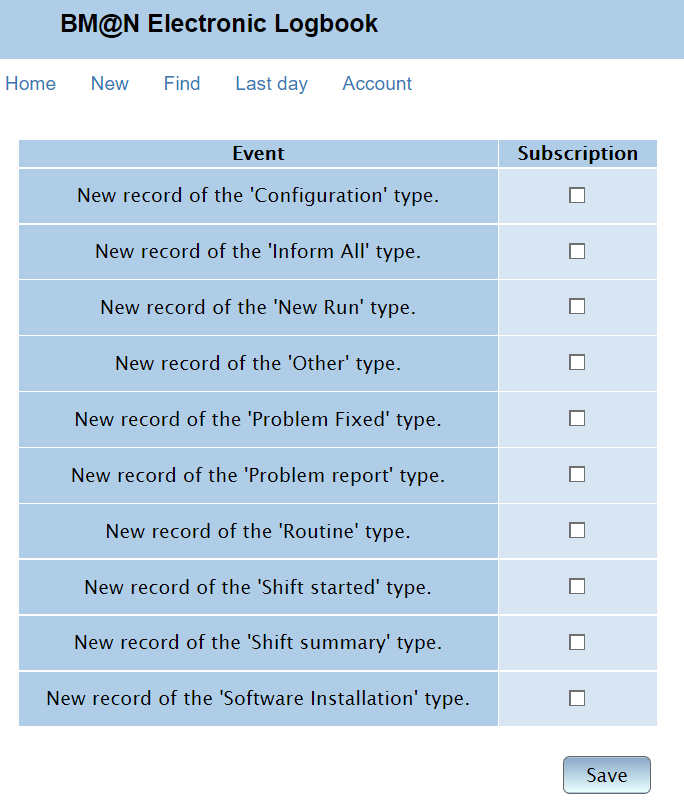 BM@N Electronic Logbook
Home New Find Last day Account
Event Subscription
New record of the 'Configuration' type.
New record of the 'Inform All' type.
New record of the 'New Run' type.
New record of the 'Other' type.
New record of the 'Problem Fixed' type.
New record of the 'Problem report' type.
New record of the 'Routine' type.
New record of the 'Shift started' type.
New record of the 'Shift summary' type.
New record of the 'Software Installation' type.
Save